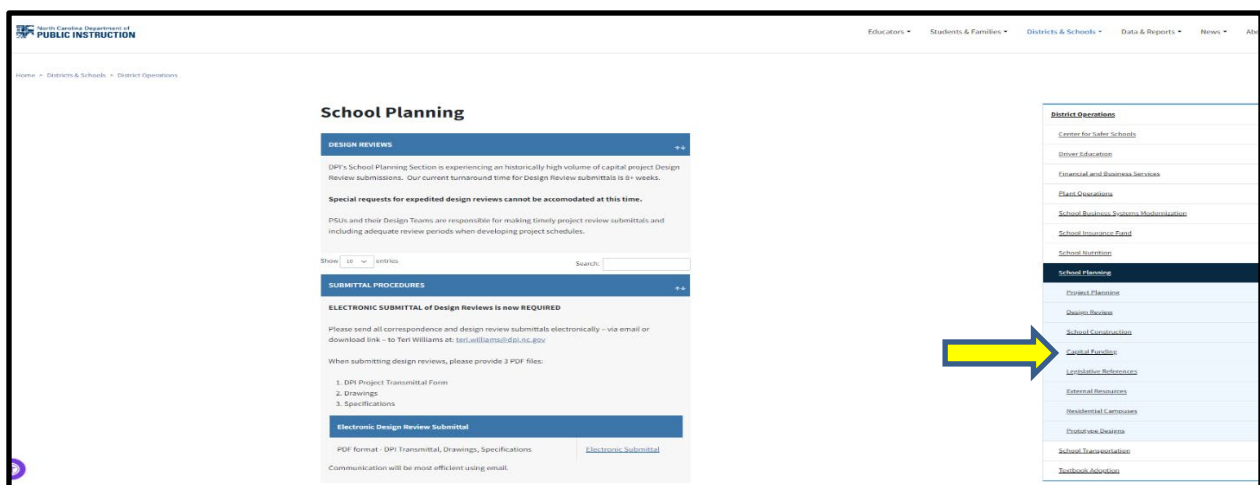 North Carolina Department of
PUBLIC INSTRUCTION
Educators
Students & Families
Districts & Schools
Data & Reports
News
Ab
Home
Districts & Schools
District Operations
School Planning
DESIGN REVIEWS
DPI's School Planning Section is experiencing an historically high volume of capital project Design
Review submissions. Our current turnaround time for Design Review submittals is 8+ weeks.
Special requests for expedited design reviews cannot be accomodated at this time.
PSUs and their Design Teams are responsible for making timely project review submittals and
including adequate review periods when developing project schedules.
Show 10 entries
Search:
SUBMITTAL PROCEDURES
ELECTRONIC SUBMITTAL of Design Reviews is now REQUIRED
Please send all correspondence and design review submittals electronically – via email or
download link – to Teri Williams at: teri.williams@dpi.nc.gov
When submitting design reviews, please provide 3 PDF files:
1. DPI Project Transmittal Form
2. Drawings
3. Specifications
Electronic Design Review Submittal
PDF format - DPI Transmittal, Drawings, Specifications
Electronic Submittal
Communication will be most efficient using email.
District Operations
Center for Safer Schools
Driver Education
Financial and Business Services
Plant Operations
School Business Systems Modernization
School Insurance Fund
School Nutrition
School Planning
Project Planning
Design Review
School Construction
Capital Funding
Legislative References
External Resources
Residential Campuses
Prototype Designs
School Transportation
Textbook Adoption